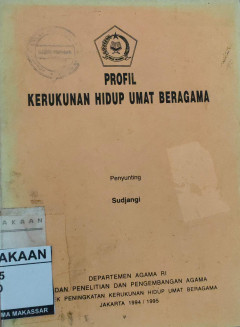 PROFIL
KERUKUNAN HIDUP UMAT BERAGAMA
Penyunting
Sudjangi
DEPARTEMEN AGAMA RI
DAN PENELITIAN DAN PENGEMBANGAN AGAMA
K PENINGKATAN KERUKUNAN HIDUP UMAT BERAGAMA
JAKARTA 1994 / 1995
AKAAN
5
MA MAKASSAR